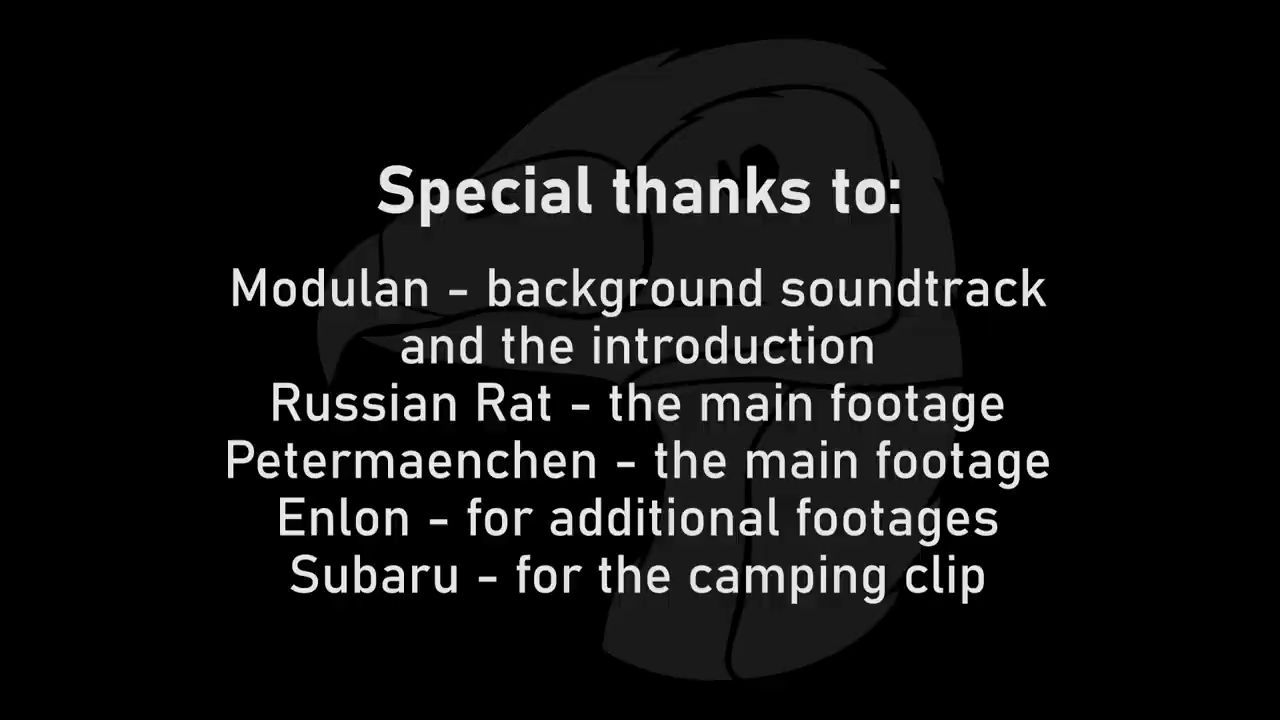 Special thanks to:
Modulan - background soundtrack
and the introduction
Russian Rat - the main footage
Petermaenchen - the main footage
Enlon - for additional footages
Subaru - for the camping clip